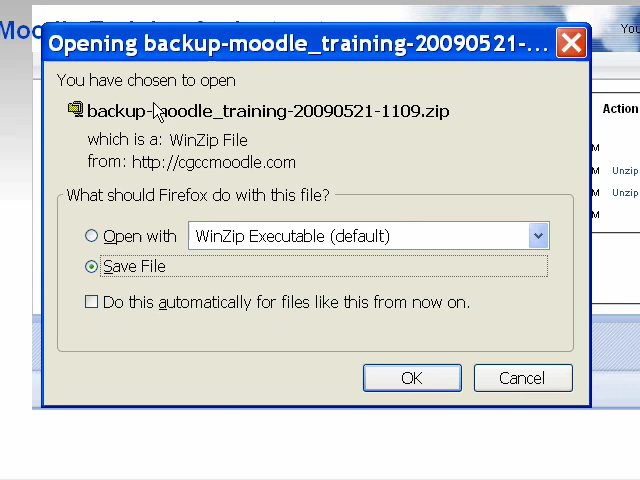 Opening backup-moodle_training-20090521-...
You
You have chosen to open
backup-moodle_training-20090521-1109.zip
which is a: WinZip File
from: http://cgccmoodle.com
What should Firefox do with this file?
Open with
WinZip Executable (default)
Save File
Do this automatically for files like this from now on.
OK
Cancel
Action
M
M Unzip
M Unzip
M